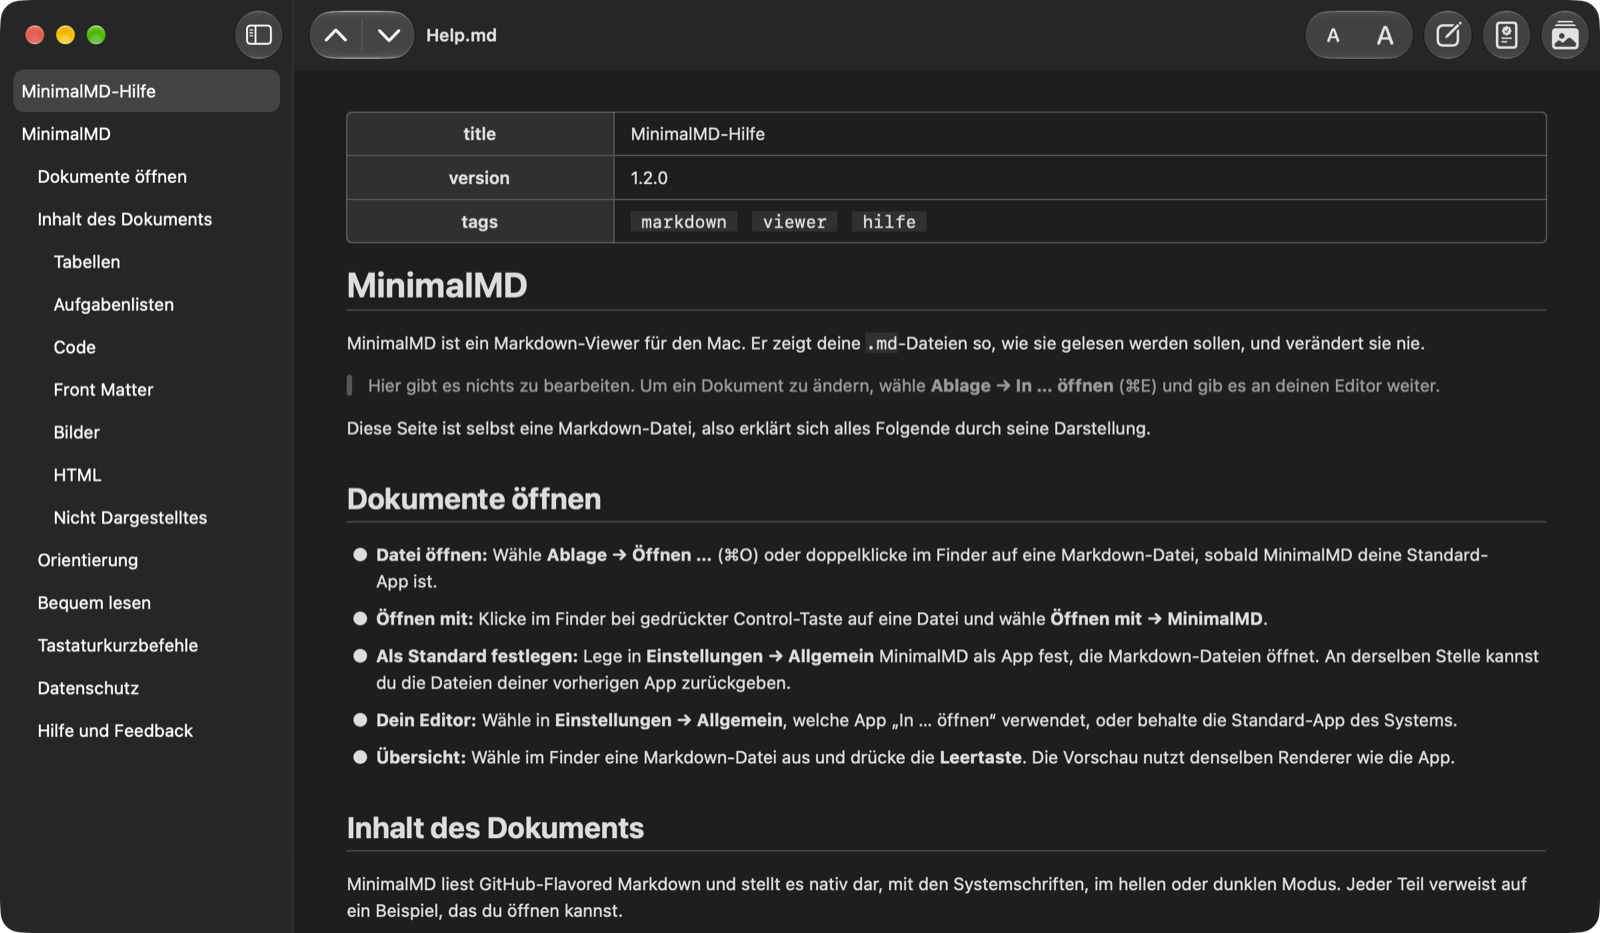 Help.md
A A
MinimalMD-Hilfe
MinimalMD
Dokumente öffnen
Inhalt des Dokuments
Tabellen
Aufgabenlisten
Code
Front Matter
Bilder
HTML
Nicht Dargestelltes
Orientierung
Bequem lesen
Tastaturkurzbefehle
Datenschutz
Hilfe und Feedback
title MinimalMD-Hilfe
version 1.2.0
tags markdown viewer hilfe
MinimalMD
MinimalMD ist ein Markdown-Viewer für den Mac. Er zeigt deine .md-Dateien so, wie sie gelesen werden sollen, und verändert sie nie.
Hier gibt es nichts zu bearbeiten. Um ein Dokument zu ändern, wähle Ablage → In … öffnen (⌘E) und gib es an deinen Editor weiter.
Diese Seite ist selbst eine Markdown-Datei, also erklärt sich alles Folgende durch seine Darstellung.
Dokumente öffnen
● Datei öffnen: Wähle Ablage → Öffnen … (⌘O) oder doppelklicke im Finder auf eine Markdown-Datei, sobald MinimalMD deine Standard-
App ist.
● Öffnen mit: Klicke im Finder bei gedrückter Control-Taste auf eine Datei und wähle Öffnen mit → MinimalMD.
● Als Standard festlegen: Lege in Einstellungen → Allgemein MinimalMD als App fest, die Markdown-Dateien öffnet. An derselben Stelle kannst
du die Dateien deiner vorherigen App zurückgeben.
● Dein Editor: Wähle in Einstellungen → Allgemein, welche App „In … öffnen“ verwendet, oder behalte die Standard-App des Systems.
● Übersicht: Wähle im Finder eine Markdown-Datei aus und drücke die Leertaste. Die Vorschau nutzt denselben Renderer wie die App.
Inhalt des Dokuments
MinimalMD liest GitHub-Flavored Markdown und stellt es nativ dar, mit den Systemschriften, im hellen oder dunklen Modus. Jeder Teil verweist auf
ein Beispiel, das du öffnen kannst.